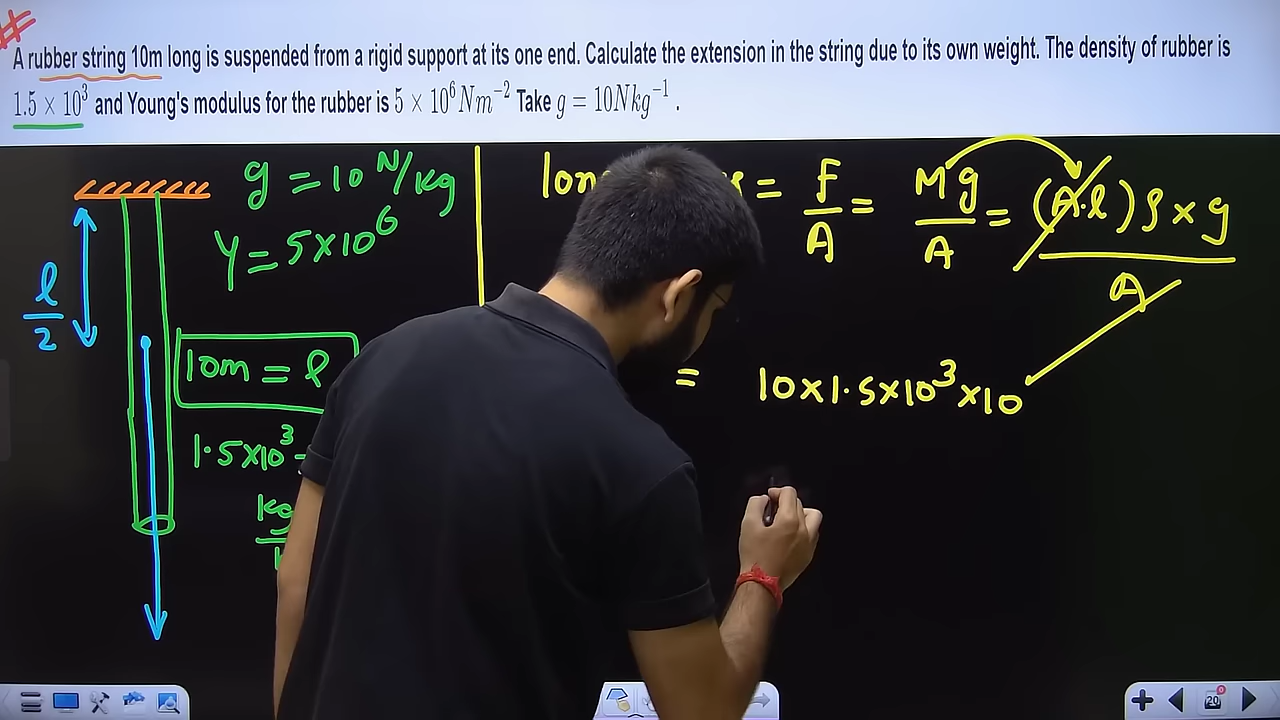 A rubber string 10m long is suspended from a rigid support at its one end. Calculate the extension in the string due to its own weight. The density of rubber is
1.5 × 10³ and Young's modulus for the rubber is 5 × 10⁶Nm⁻² Take g = 10Nkg⁻¹ .
g = 10 N/kg
Y = 5×10⁶
l/2
10m = l
1.5×10³
= F/A = Mg/A = (A·l)ρ×g/A
= 10×1.5×10³×10
20